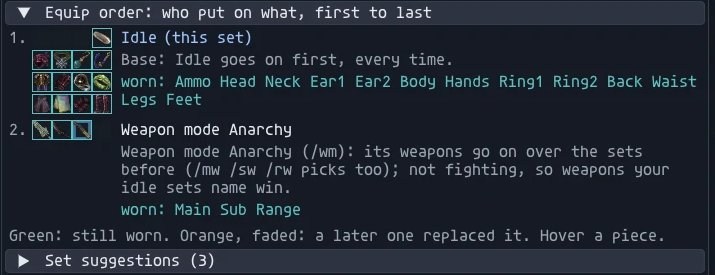 ▼ Equip order: who put on what, first to last
1. Idle (this set)
Base: Idle goes on first, every time.
worn: Ammo Head Neck Ear1 Ear2 Body Hands Ring1 Ring2 Back Waist
Legs Feet
2. Weapon mode Anarchy
Weapon mode Anarchy (/wm): its weapons go on over the sets
before (/mw /sw /rw picks too); not fighting, so weapons your
idle sets name win.
worn: Main Sub Range
Green: still worn. Orange, faded: a later one replaced it. Hover a piece.
▶ Set suggestions (3)